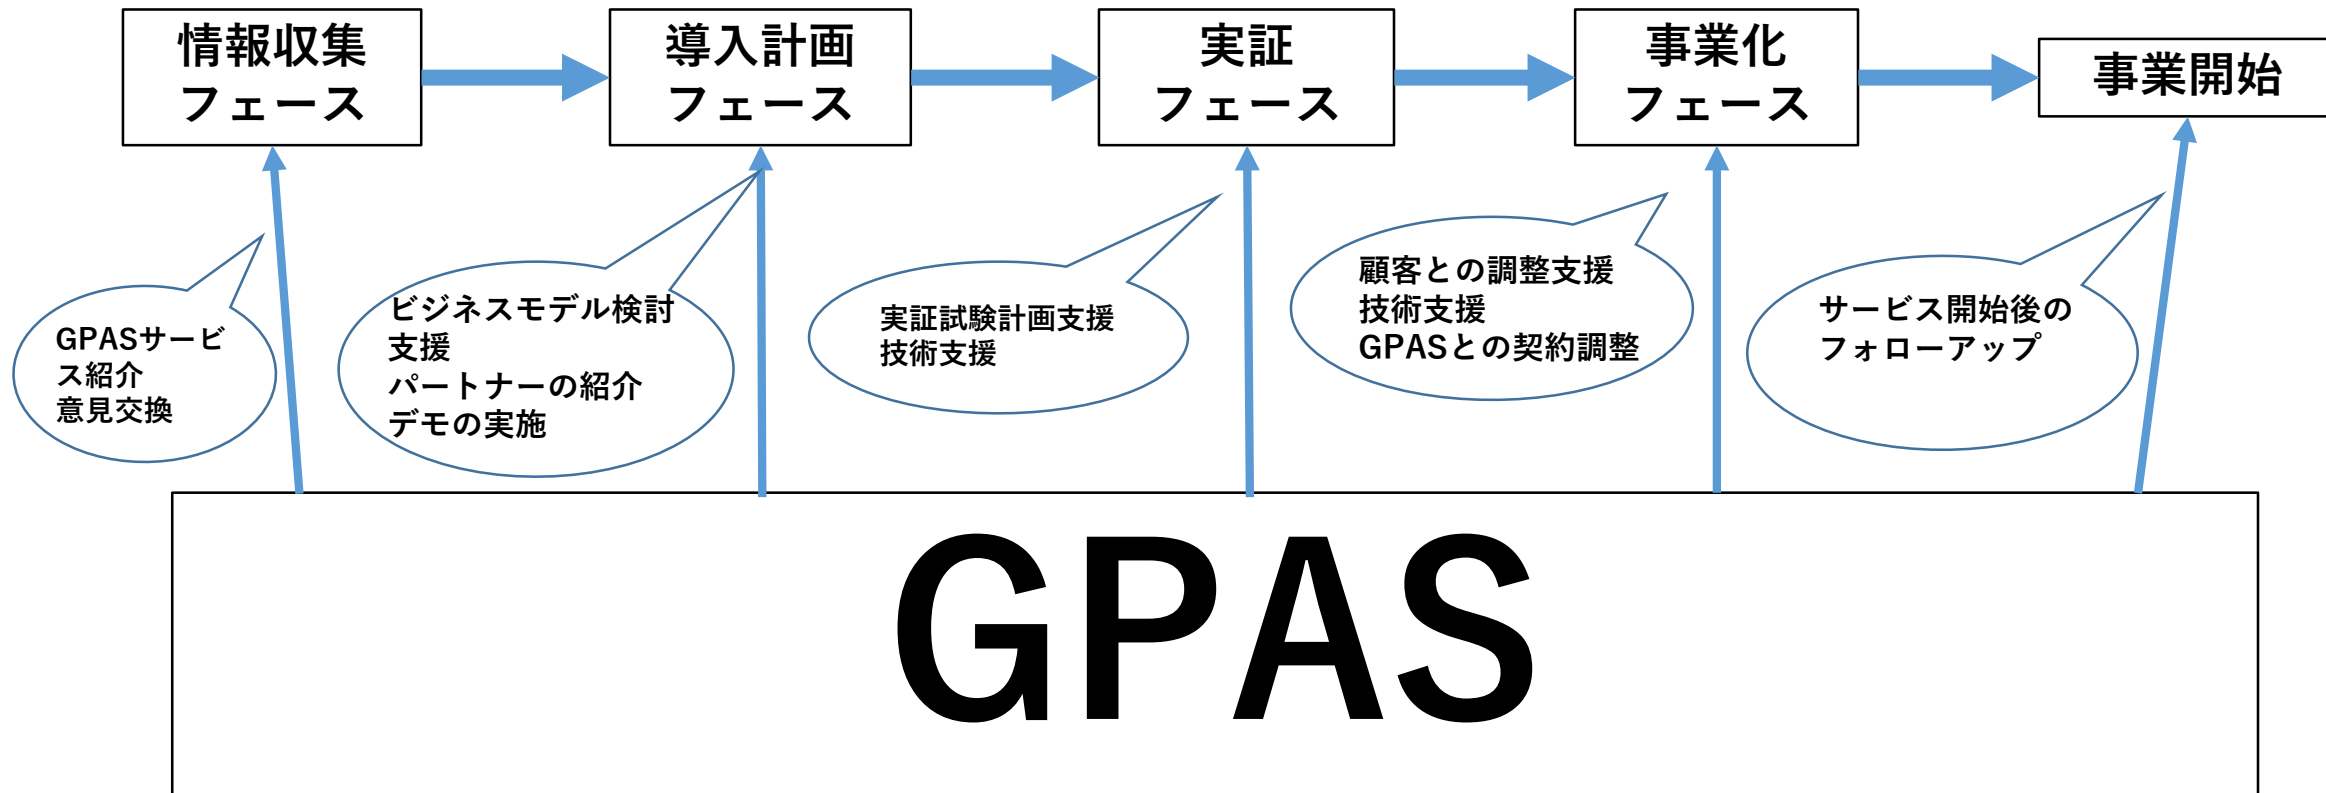 情報収集
フェース
導入計画
フェース
実証
フェース
事業化
フェース
事業開始
GPASサービ
ス紹介
意見交換
ビジネスモデル検討
支援
パートナーの紹介
デモの実施
実証試験計画支援
技術支援
顧客との調整支援
技術支援
GPASとの契約調整
サービス開始後の
フォローアップ
GPAS